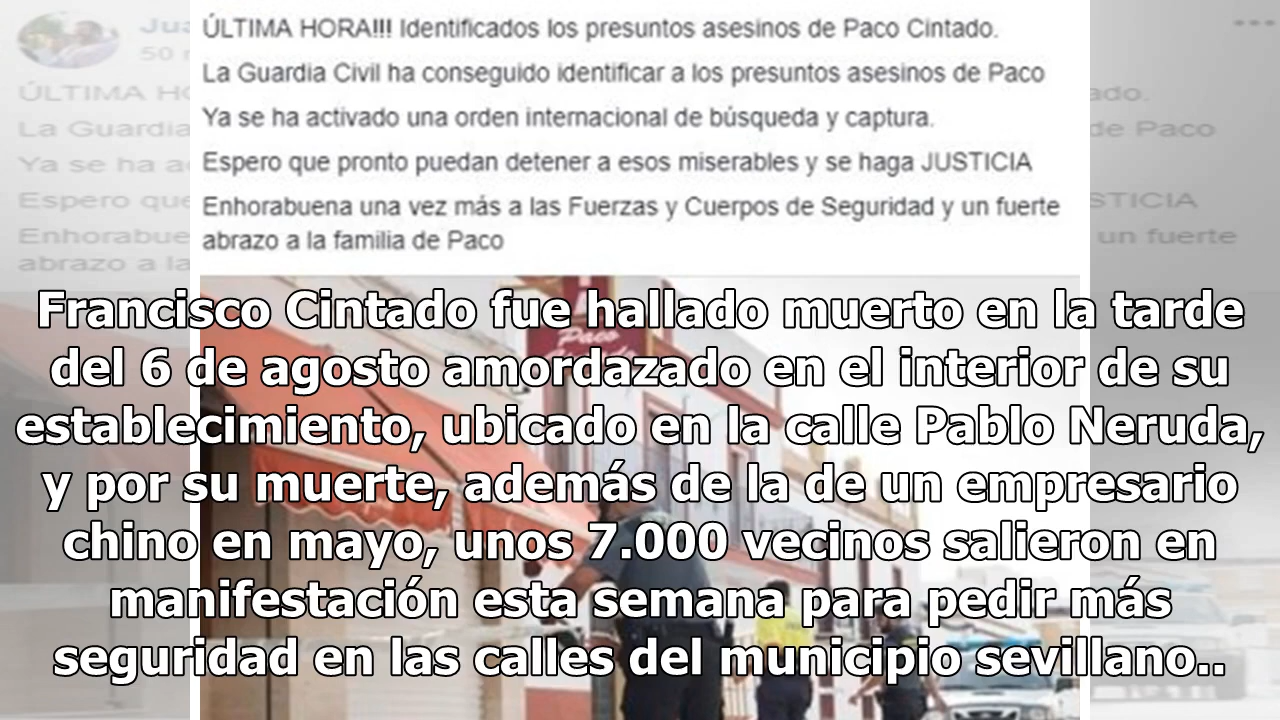 ÚLTIMA HORA!!! Identificados los presuntos asesinos de Paco Cintado.
La Guardia Civil ha conseguido identificar a los presuntos asesinos de Paco
Ya se ha activado una orden internacional de búsqueda y captura.
Espero que pronto puedan detener a esos miserables y se haga JUSTICIA
Enhorabuena una vez más a las Fuerzas y Cuerpos de Seguridad y un fuerte
abrazo a la familia de Paco
Francisco Cintado fue hallado muerto en la tarde
del 6 de agosto amordazado en el interior de su
establecimiento, ubicado en la calle Pablo Neruda,
y por su muerte, además de la de un empresario
chino en mayo, unos 7.000 vecinos salieron en
manifestación esta semana para pedir más
seguridad en las calles del municipio sevillano..